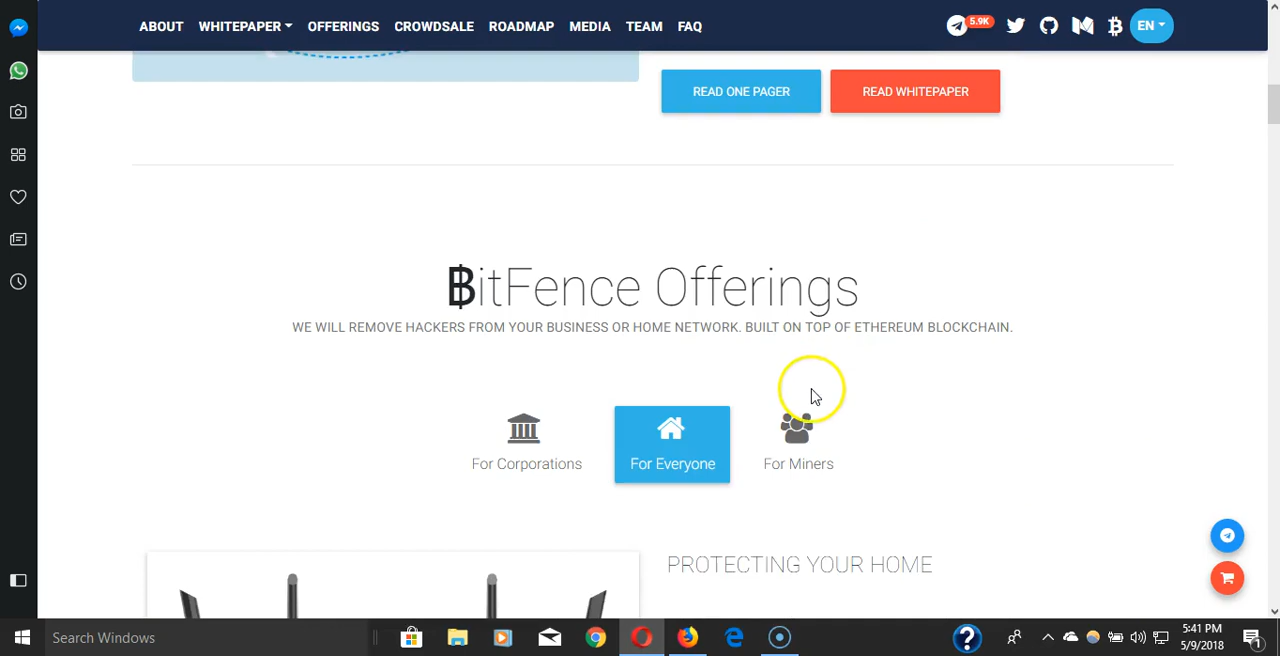 ABOUT WHITEPAPER OFFERINGS CROWDSALE ROADMAP MEDIA TEAM FAQ 5.9K EN
READ ONE PAGER READ WHITEPAPER
BitFence Offerings
WE WILL REMOVE HACKERS FROM YOUR BUSINESS OR HOME NETWORK. BUILT ON TOP OF ETHEREUM BLOCKCHAIN.
For Corporations For Everyone For Miners
PROTECTING YOUR HOME
Search Windows
5:41 PM
5/9/2018
1